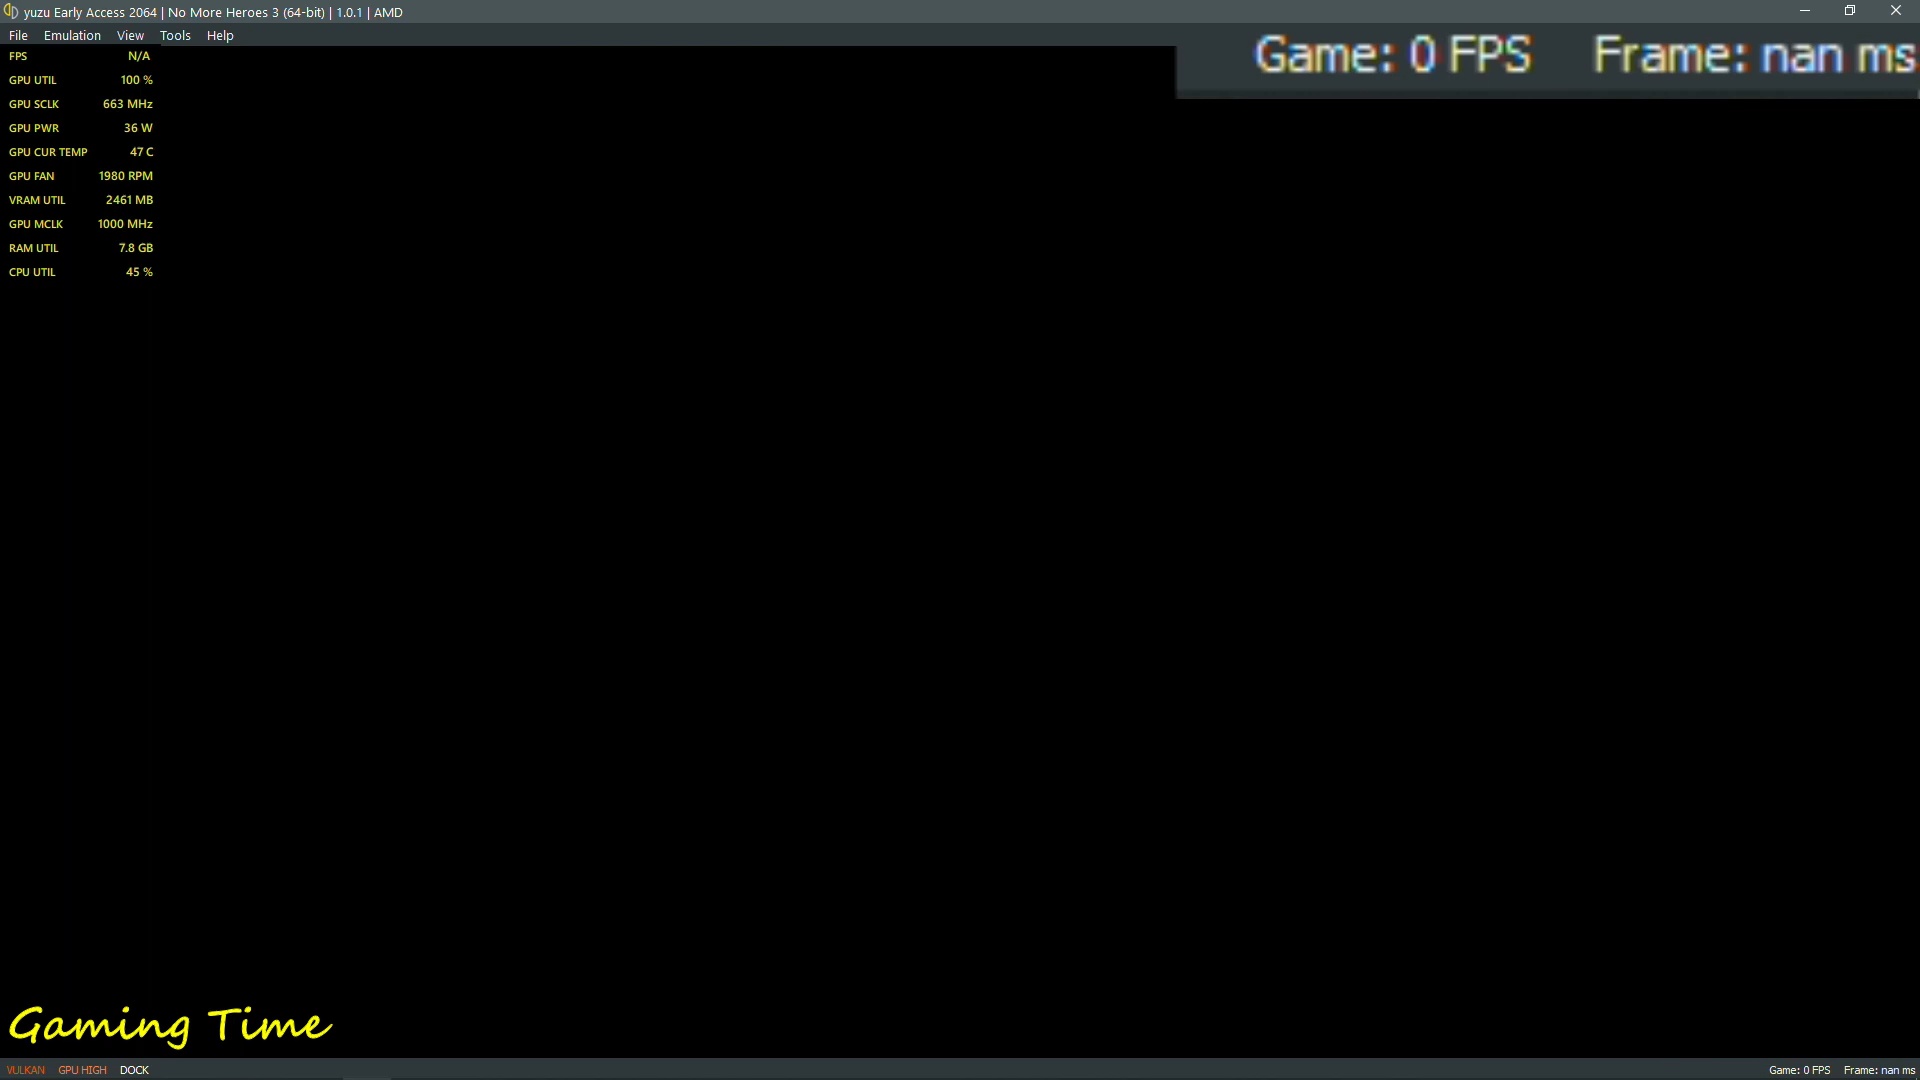 yuzu Early Access 2064 | No More Heroes 3 (64-bit) | 1.0.1 | AMD
File Emulation View Tools Help
Game: 0 FPS Frame: nan ms
FPS N/A
GPU UTIL 100 %
GPU SCLK 663 MHz
GPU PWR 36 W
GPU CUR TEMP 47 C
GPU FAN 1980 RPM
VRAM UTIL 2461 MB
GPU MCLK 1000 MHz
RAM UTIL 7.8 GB
CPU UTIL 45 %
Gaming Time
VULKAN GPU HIGH DOCK Game: 0 FPS Frame: nan ms